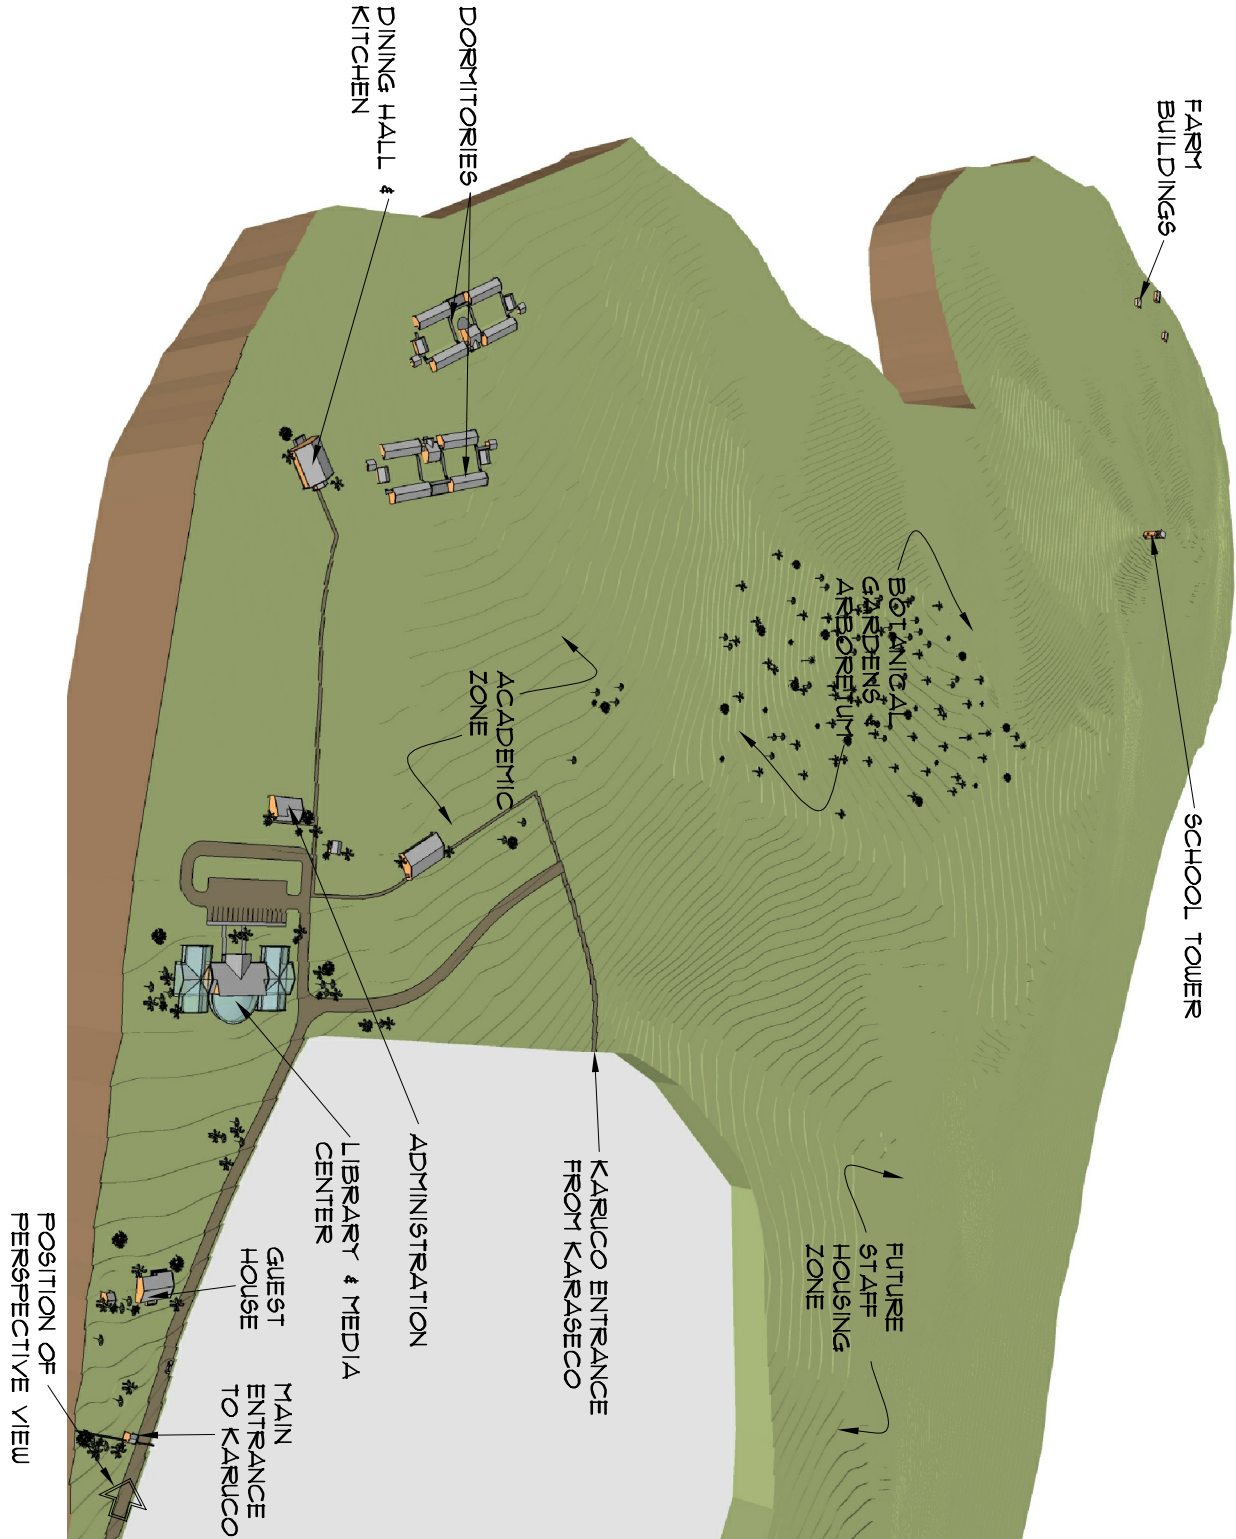 FARM
BUILDINGS
DORMITORIES
DINING HALL &
KITCHEN
SCHOOL TOWER
BOTANICAL
GARDENS &
ARBORETUM
ACADEMIC
ZONE
FUTURE
STAFF
HOUSING
ZONE
KARUCO ENTRANCE
FROM KARASECO
ADMINISTRATION
LIBRARY & MEDIA
CENTER
GUEST
HOUSE
MAIN
ENTRANCE
TO KARUCO
POSITION OF
PERSPECTIVE VIEW